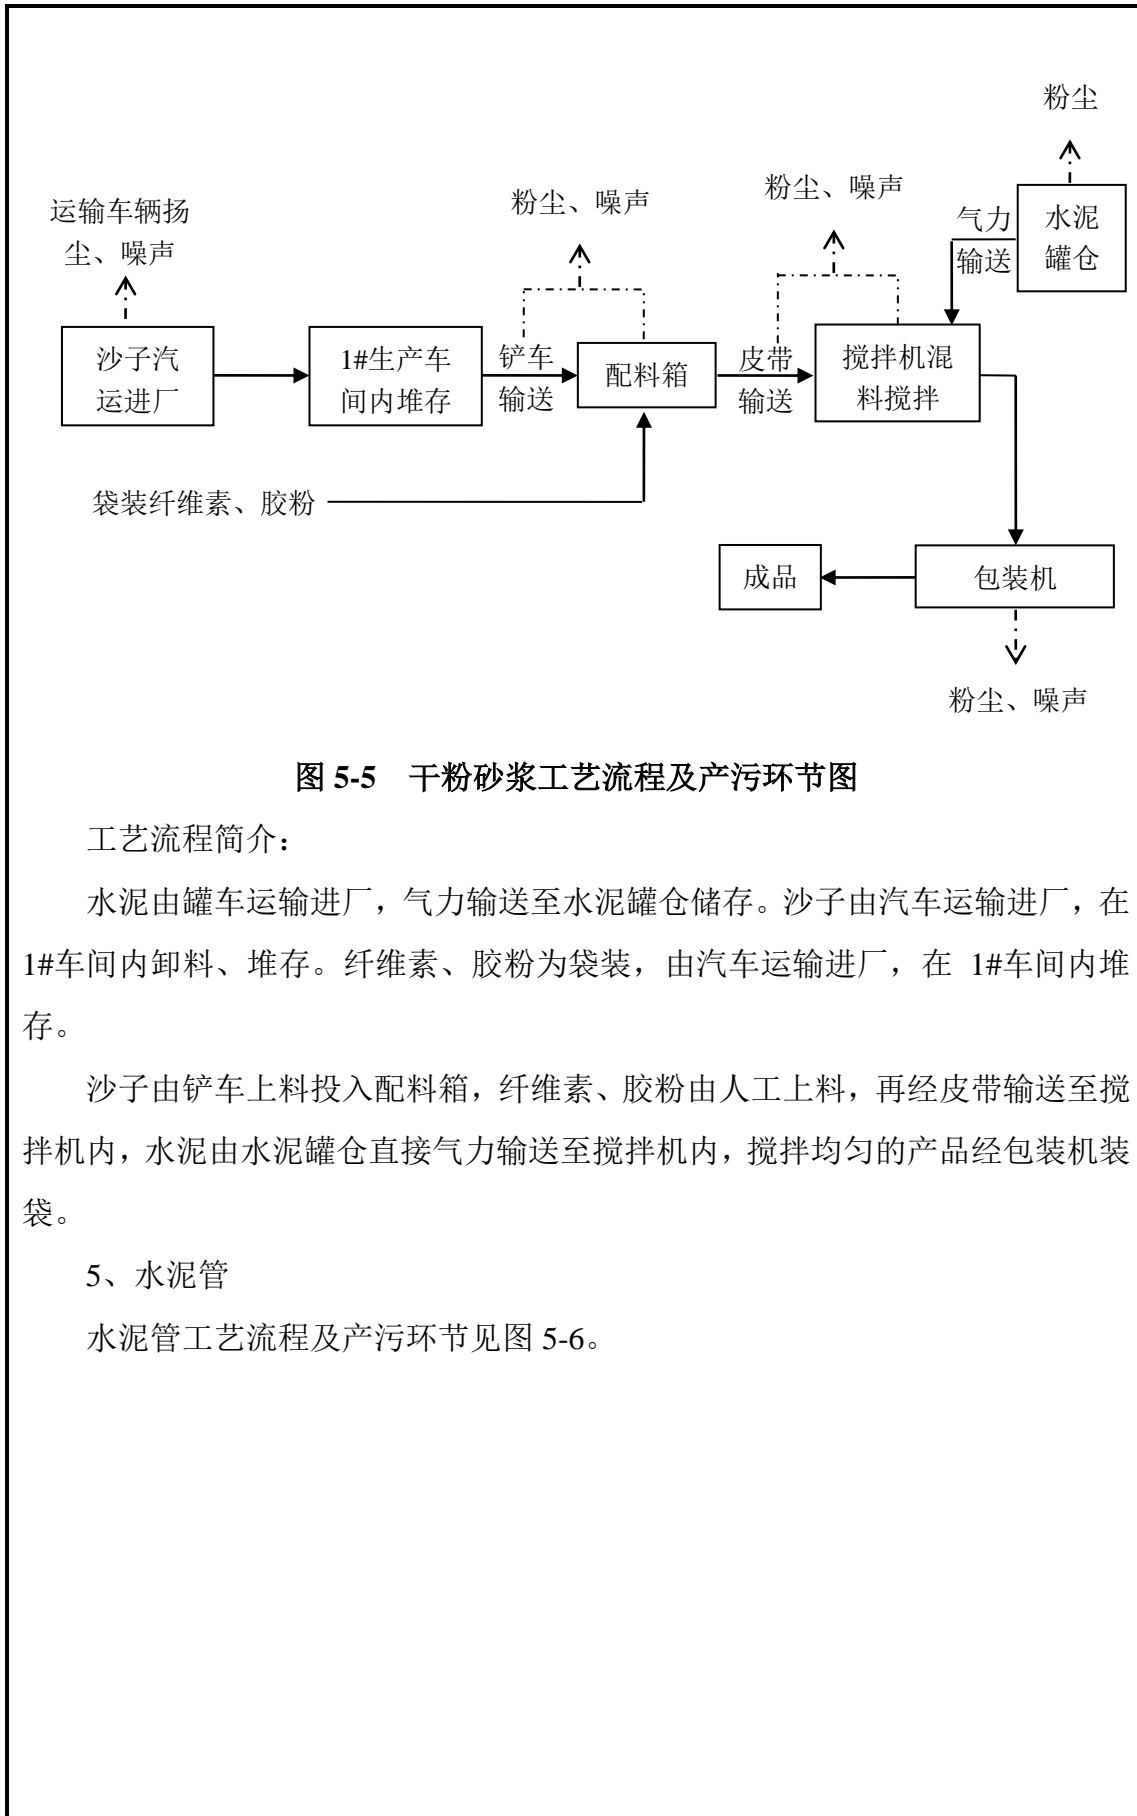 粉尘
粉尘、噪声
粉尘、噪声
运输车辆扬
尘、噪声
气力
输送
水泥
罐仓
沙子汽
运进厂
1#生产车
间内堆存
铲车
输送
配料箱
皮带
输送
搅拌机混
料搅拌
袋装纤维素、胶粉
成品
包装机
粉尘、噪声
图 5-5 干粉砂浆工艺流程及产污环节图
工艺流程简介：
水泥由罐车运输进厂，气力输送至水泥罐仓储存。沙子由汽车运输进厂，在
1#车间内卸料、堆存。纤维素、胶粉为袋装，由汽车运输进厂，在 1#车间内堆
存。
沙子由铲车上料投入配料箱，纤维素、胶粉由人工上料，再经皮带输送至搅
拌机内，水泥由水泥罐仓直接气力输送至搅拌机内，搅拌均匀的产品经包装机装
袋。
5、水泥管
水泥管工艺流程及产污环节见图 5-6。